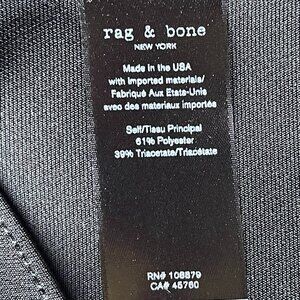 rag & bone
NEW YORK
Made in the USA
with imported materials/
Fabriqué Aux Etats-Unis
avec des materiaux importés
Self/Tissu Principal
61% Polyester
39% Triacetate/Triacétate
RN# 108879
CA# 45760